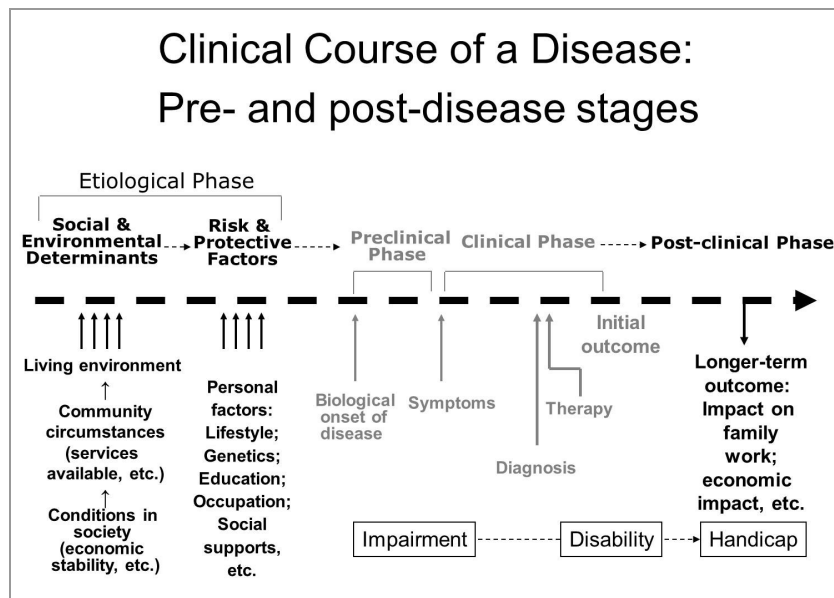 Clinical Course of a Disease:
Pre- and post-disease stages
Etiological Phase
Social &
Environmental
Determinants
Risk &
Protective
Factors
Preclinical
Phase
Clinical Phase
Post-clinical Phase
Living environment
Community
circumstances
(services
available, etc.)
Conditions in
society
(economic
stability, etc.)
Personal
factors:
Lifestyle;
Genetics;
Education;
Occupation;
Social
supports,
etc.
Biological
onset of
disease
Symptoms
Diagnosis
Therapy
Initial
outcome
Longer-term
outcome:
Impact on
family
work;
economic
impact, etc.
Impairment
Disability
Handicap